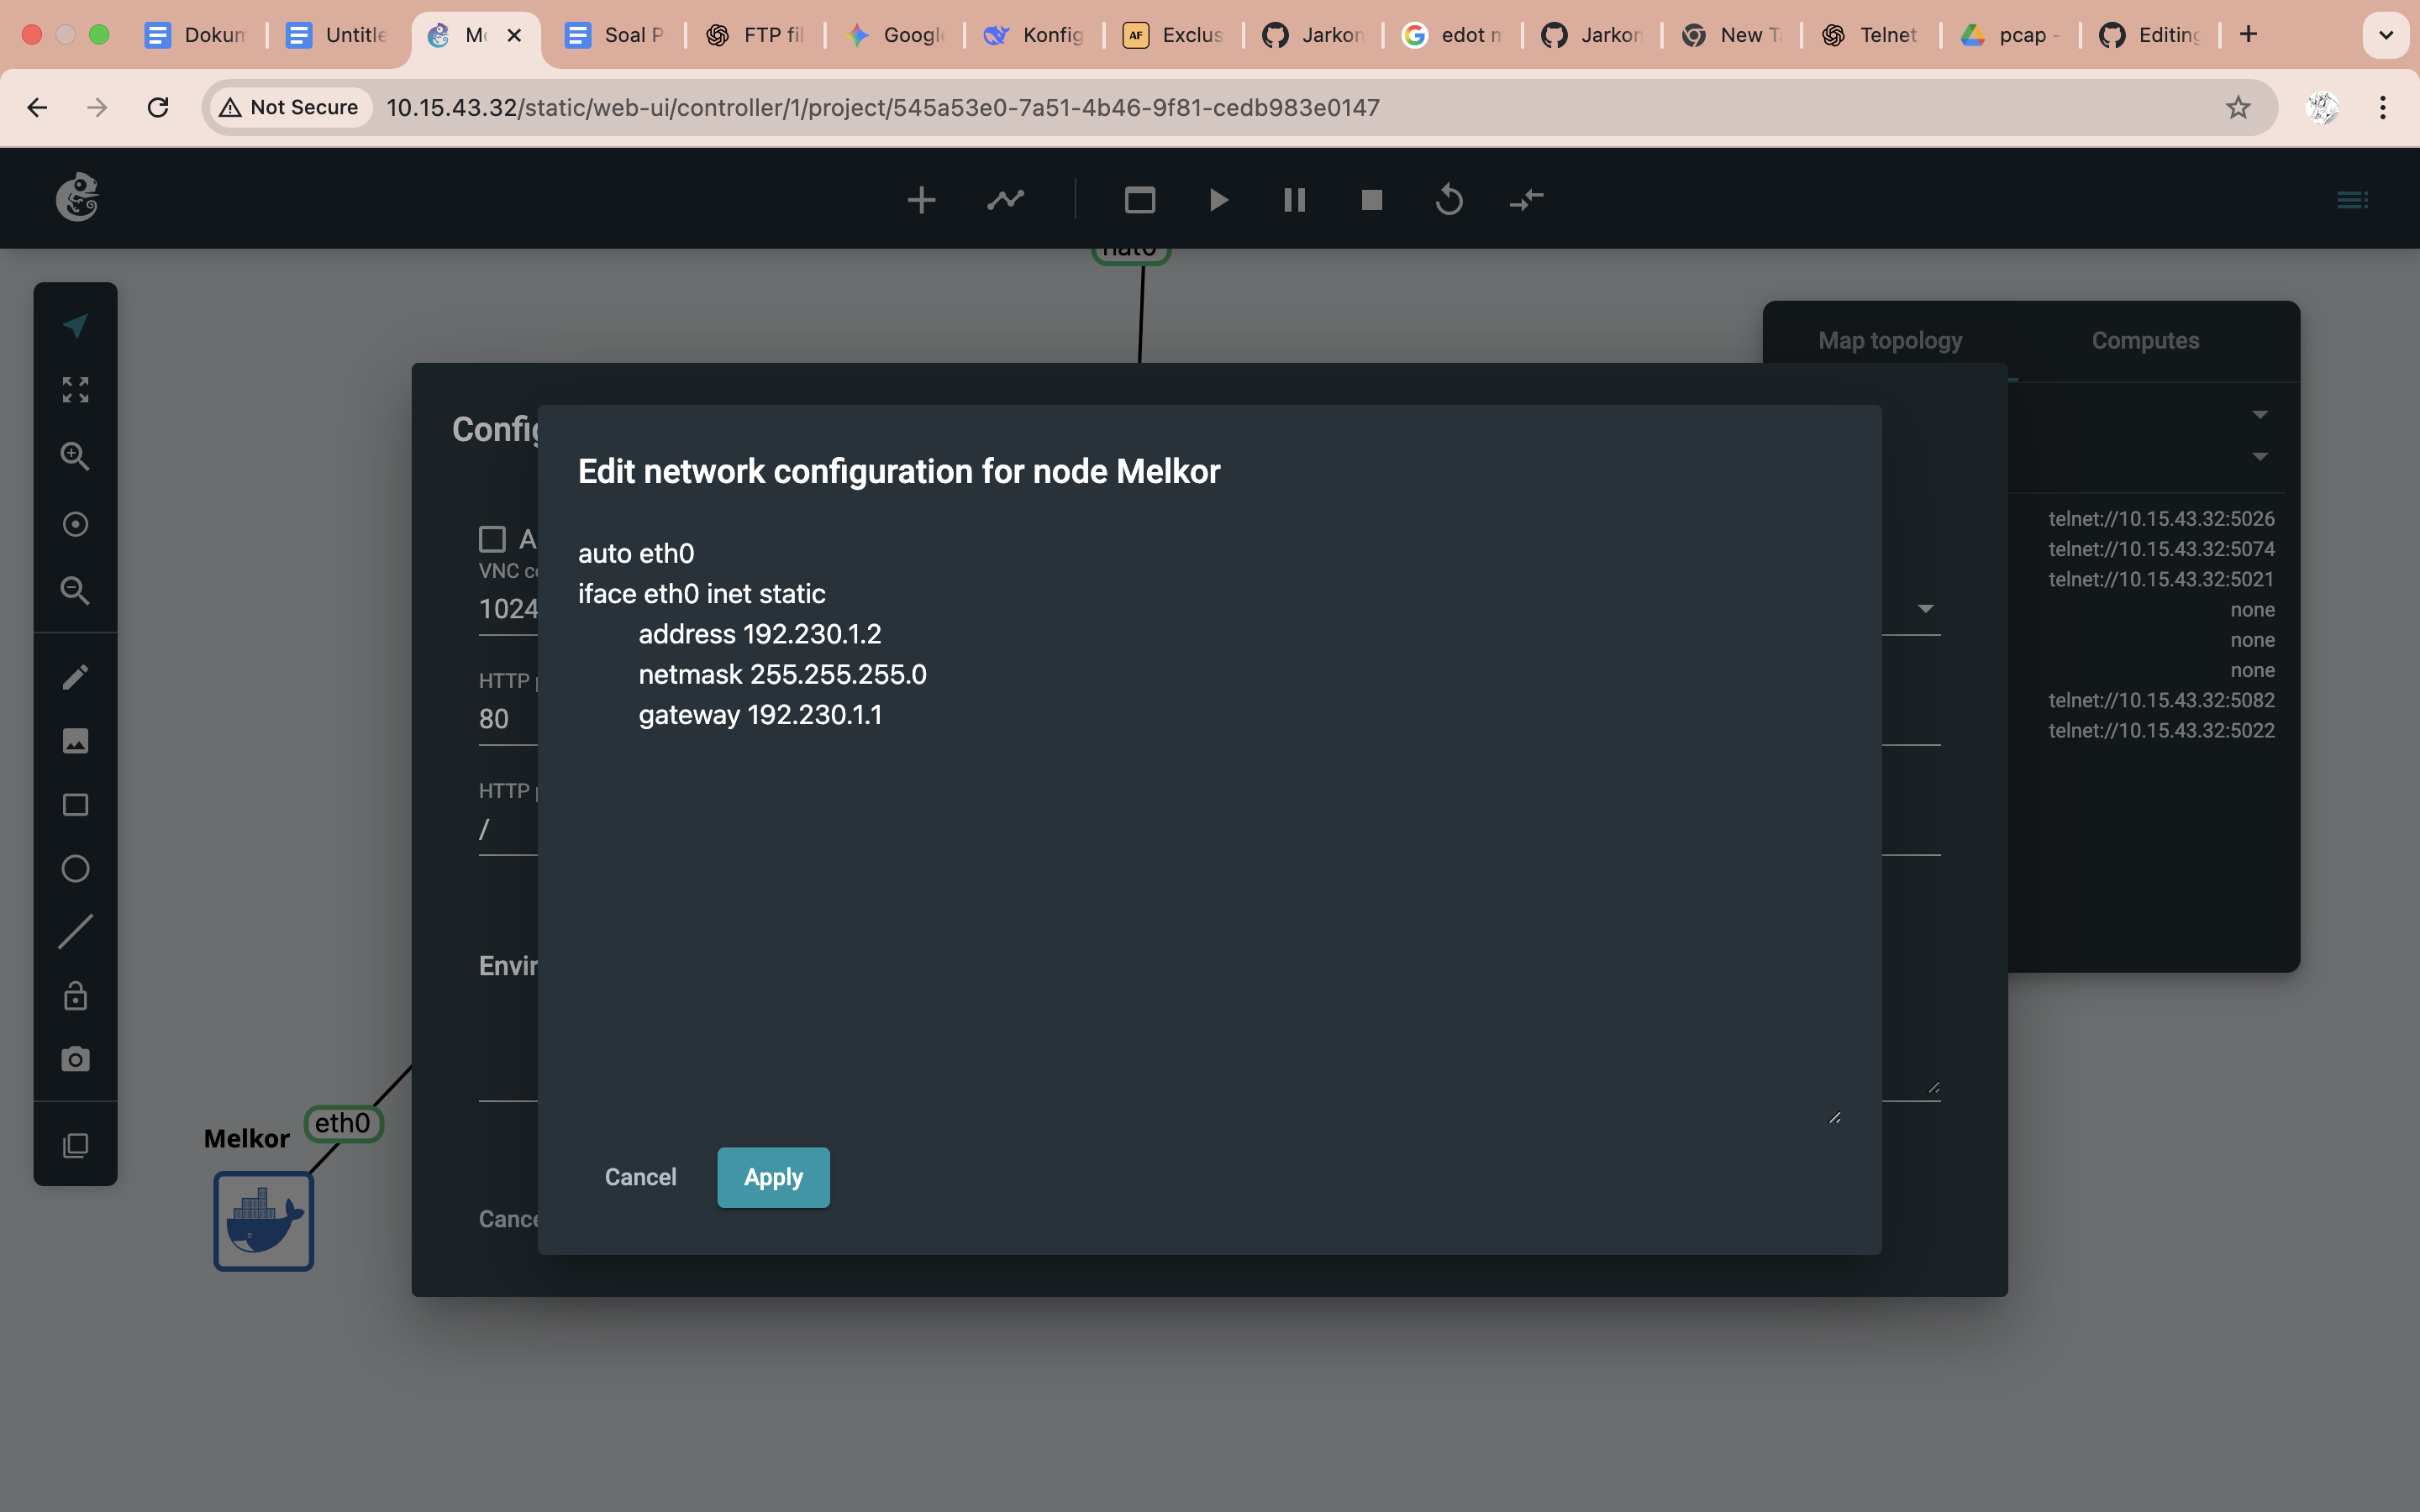 Dokum
Untitle
Soal P
FTP fil
Google
Konfig
AF
Exclus
Jarkon
edot m
Jarkon
New T
Telnet
pcap -
Editing
Not Secure
10.15.43.32/static/web-ui/controller/1/project/545a53e0-7a51-4b46-9f81-cedb983e0147
nat0
Map topology
Computes
Config
Edit network configuration for node Melkor
auto eth0
iface eth0 inet static
address 192.230.1.2
netmask 255.255.255.0
gateway 192.230.1.1
A
VNC co
1024
HTTP p
80
HTTP p
/
Envir
telnet://10.15.43.32:5026
telnet://10.15.43.32:5074
telnet://10.15.43.32:5021
none
none
none
telnet://10.15.43.32:5082
telnet://10.15.43.32:5022
Melkor
eth0
Cancel
Apply
Cance